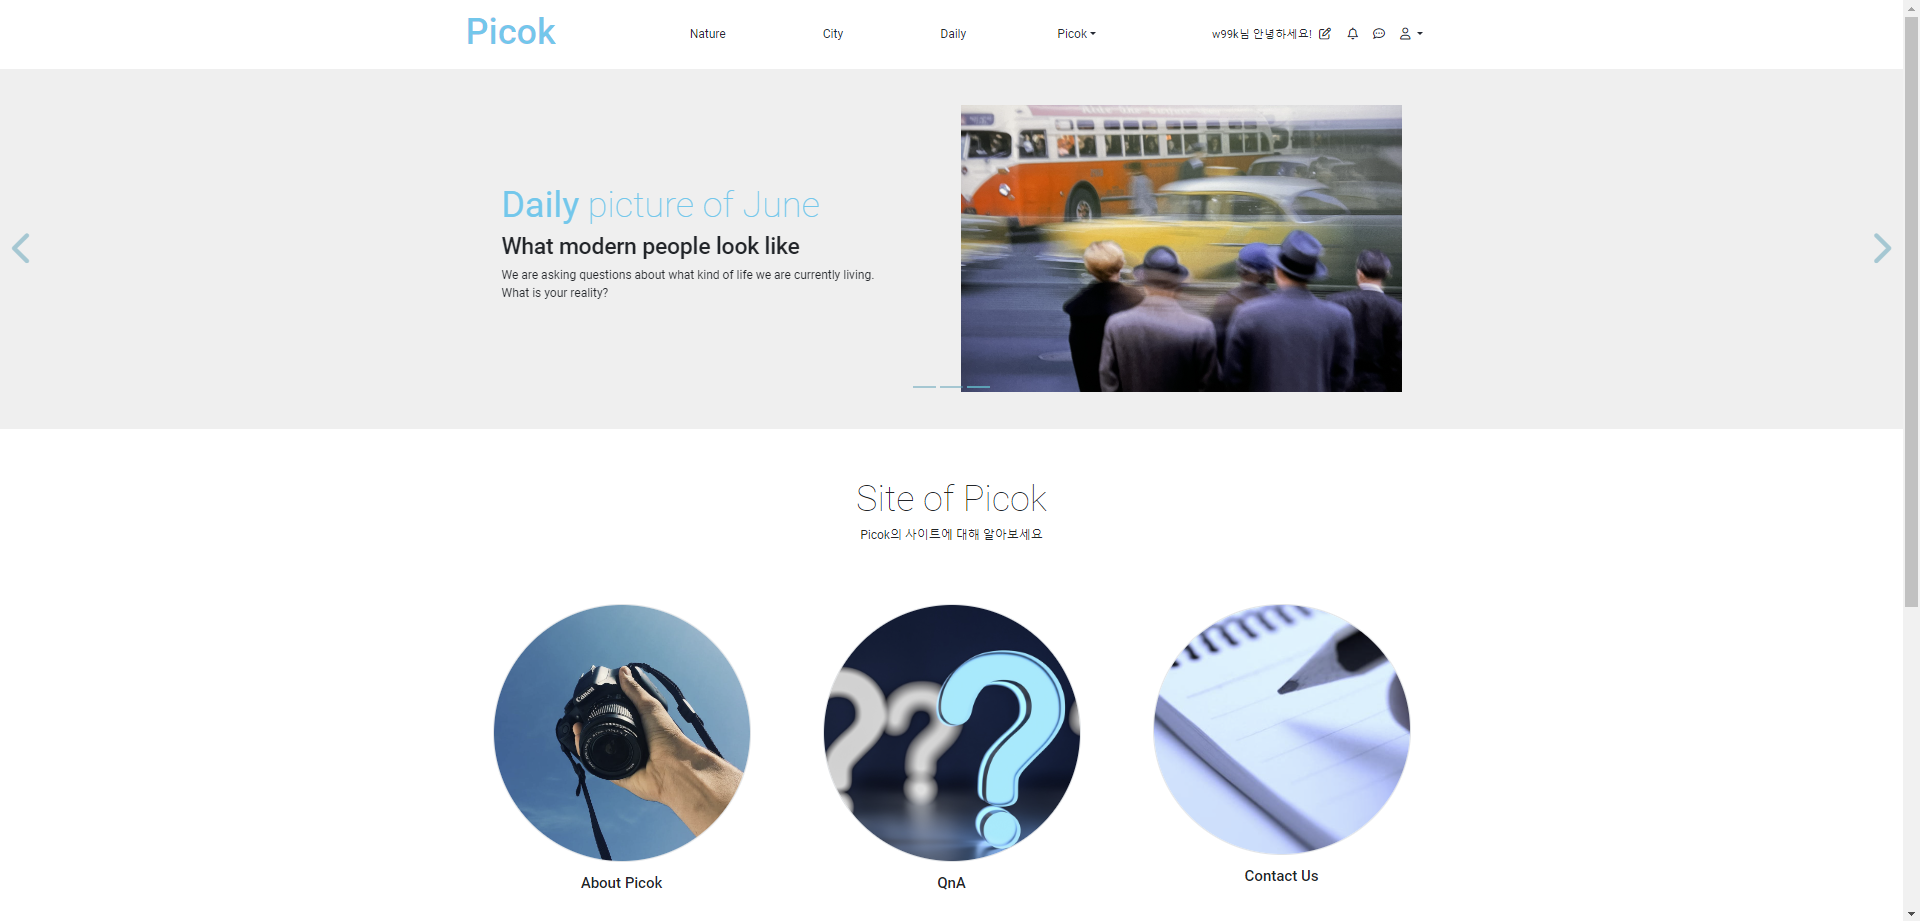 Picok
Nature
City
Daily
Picok
w99k님 안녕하세요!
Daily picture of June
What modern people look like
We are asking questions about what kind of life we are currently living.
What is your reality?
Site of Picok
Picok의 사이트에 대해 알아보세요
Canon
About Picok
QnA
Contact Us